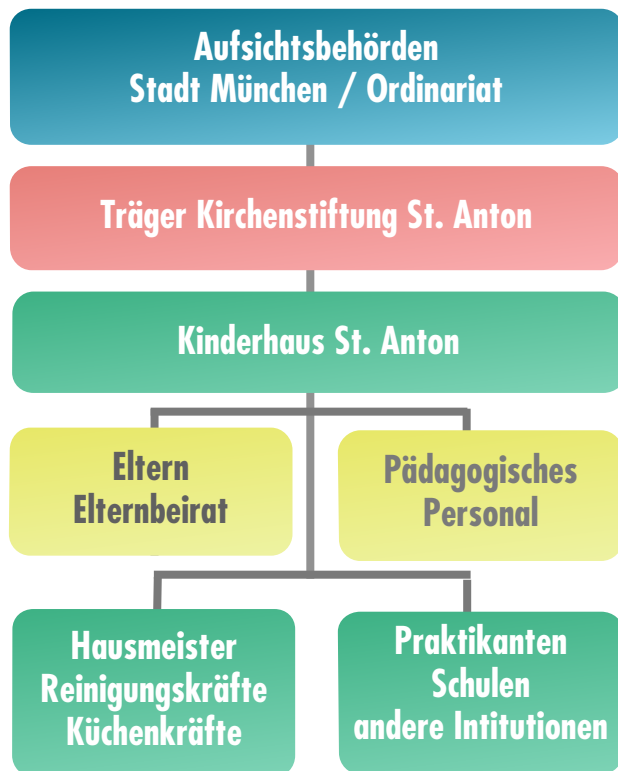 Aufsichtsbehörden
Stadt München / Ordinariat
Träger Kirchenstiftung St. Anton
Kinderhaus St. Anton
Eltern
Elternbeirat
Pädagogisches
Personal
Hausmeister
Reinigungskräfte
Küchenkräfte
Praktikanten
Schulen
andere Intitutionen